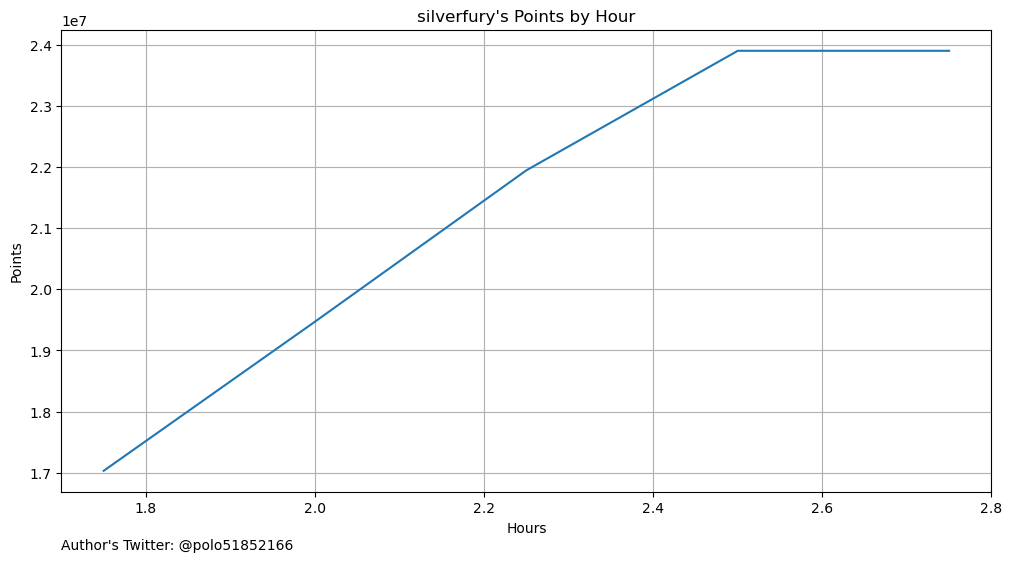 silverfury's Points by Hour
1e7
2.4
2.3
2.2
2.1
2.0
1.9
1.8
1.7
Points
1.8 2.0 2.2 2.4 2.6 2.8
Hours
Author's Twitter: @polo51852166